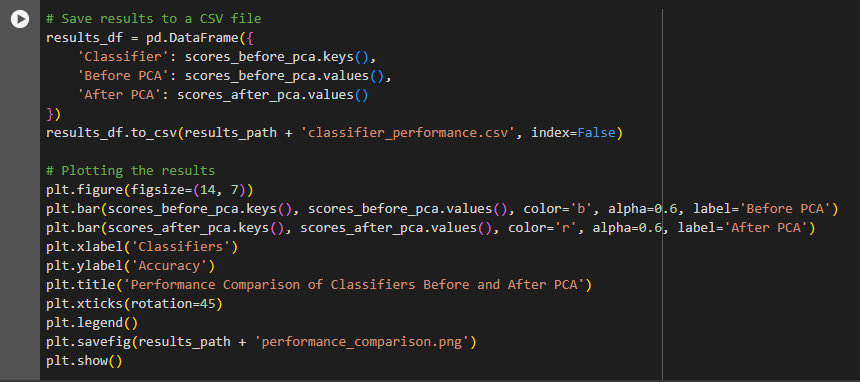 # Save results to a CSV file
results_df = pd.DataFrame({
    'Classifier': scores_before_pca.keys(),
    'Before PCA': scores_before_pca.values(),
    'After PCA': scores_after_pca.values()
})
results_df.to_csv(results_path + 'classifier_performance.csv', index=False)

# Plotting the results
plt.figure(figsize=(14, 7))
plt.bar(scores_before_pca.keys(), scores_before_pca.values(), color='b', alpha=0.6, label='Before PCA')
plt.bar(scores_after_pca.keys(), scores_after_pca.values(), color='r', alpha=0.6, label='After PCA')
plt.xlabel('Classifiers')
plt.ylabel('Accuracy')
plt.title('Performance Comparison of Classifiers Before and After PCA')
plt.xticks(rotation=45)
plt.legend()
plt.savefig(results_path + 'performance_comparison.png')
plt.show()